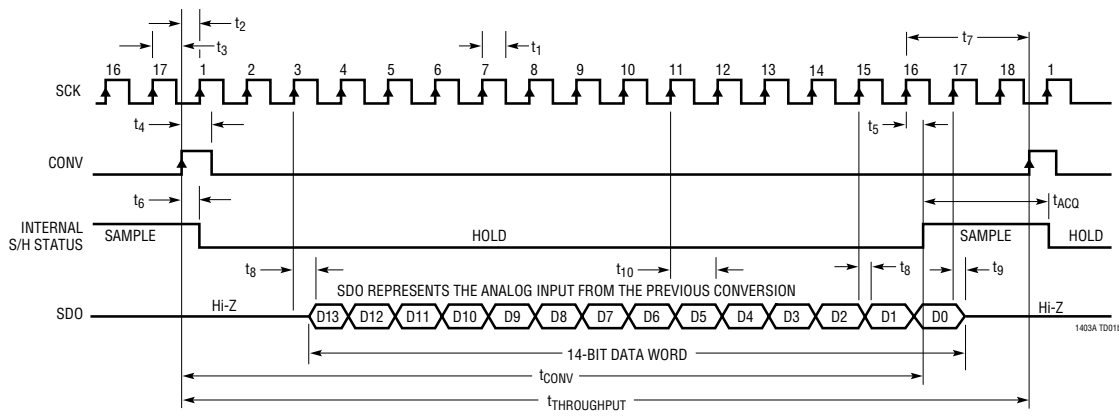 t2
t3
t1
t7
16 17 1 2 3 4 5 6 7 8 9 10 11 12 13 14 15 16 17 18 1
SCK
t4
t5
CONV
t6
tACQ
INTERNAL
S/H STATUS
SAMPLE
HOLD
SAMPLE
HOLD
t8
t10
t8
t9
SDO REPRESENTS THE ANALOG INPUT FROM THE PREVIOUS CONVERSION
SDO
Hi-Z
D13 D12 D11 D10 D9 D8 D7 D6 D5 D4 D3 D2 D1 D0
Hi-Z
1403A TD01b
14-BIT DATA WORD
tCONV
tTHROUGHPUT